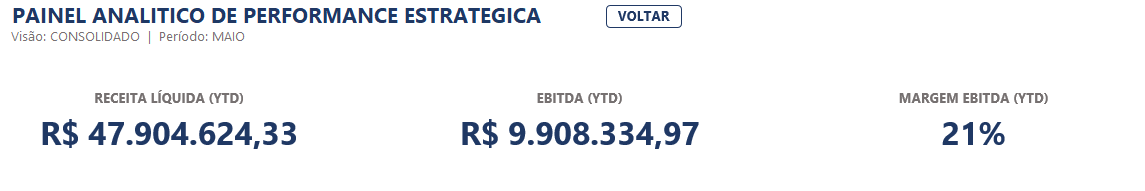 PAINEL ANALITICO DE PERFORMANCE ESTRATEGICA
VOLTAR
Visão: CONSOLIDADO | Período: MAIO
RECEITA LÍQUIDA (YTD)
R$ 47.904.624,33
EBITDA (YTD)
R$ 9.908.334,97
MARGEM EBITDA (YTD)
21%